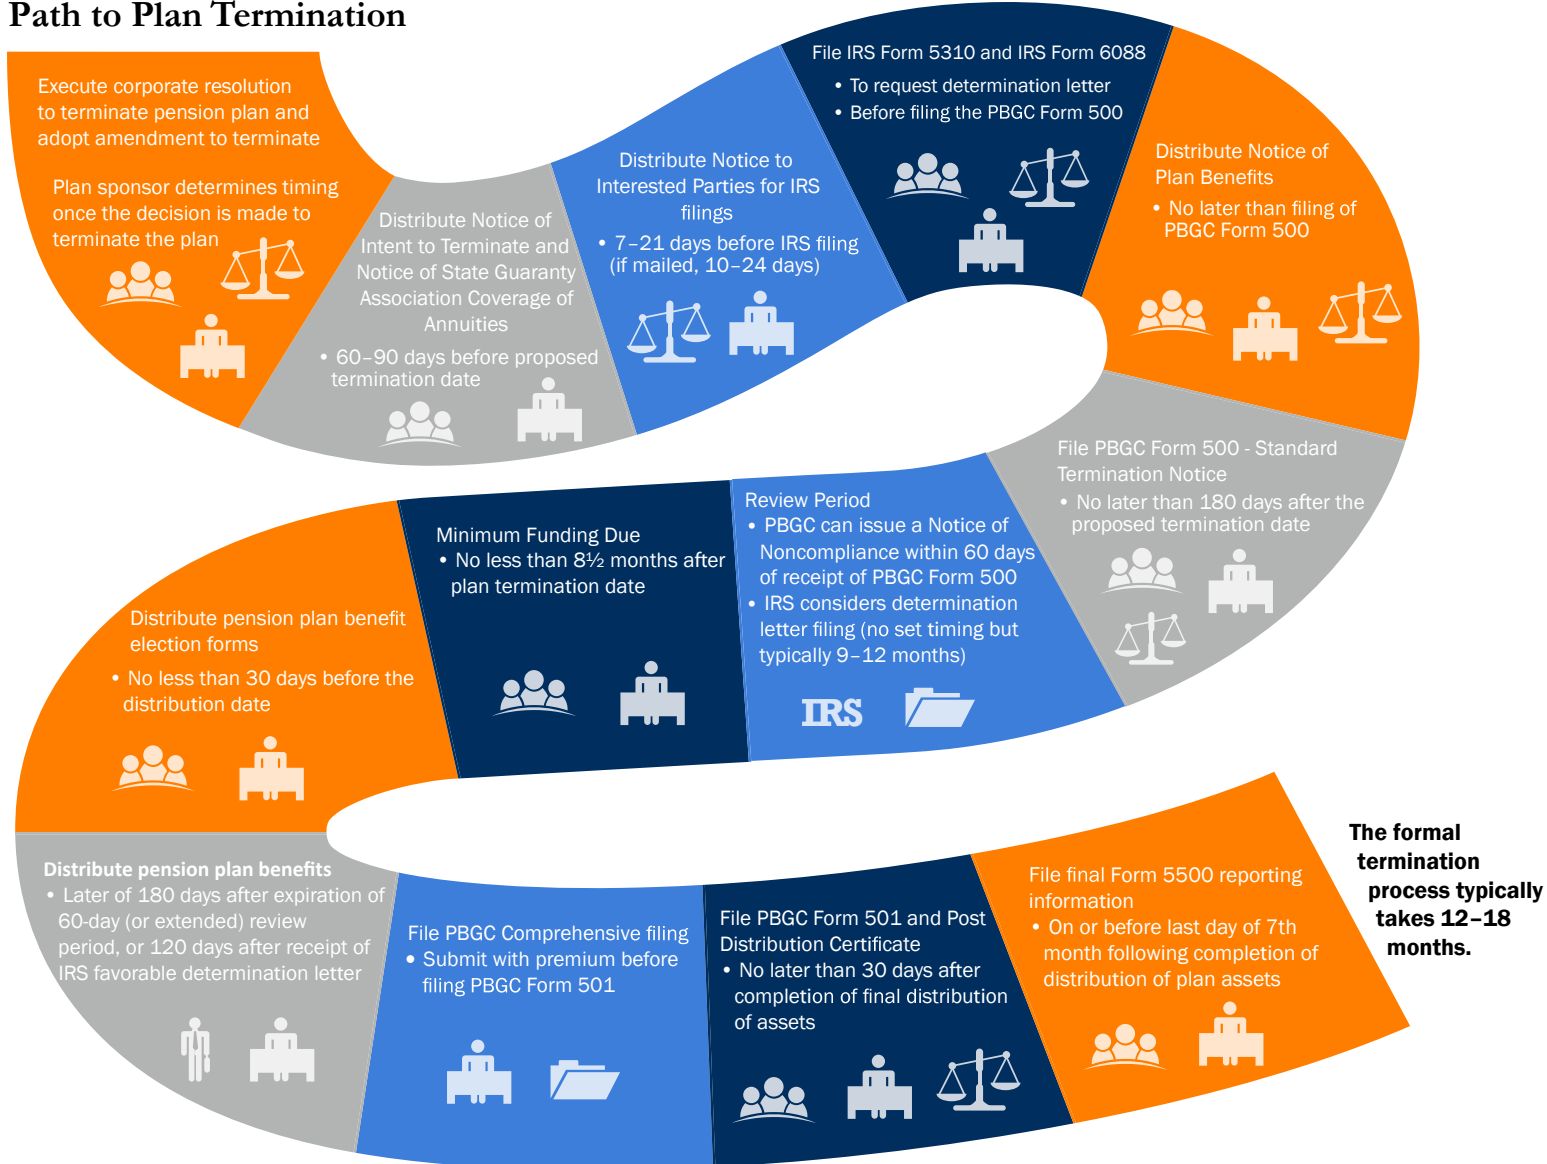 Path to Plan Termination
Execute corporate resolution
to terminate pension plan and
adopt amendment to terminate
Plan sponsor determines timing
once the decision is made to
terminate the plan
Distribute Notice of
Intent to Terminate and
Notice of State Guaranty
Association Coverage of
Annuities
• 60–90 days before proposed
termination date
Distribute Notice to
Interested Parties for IRS
filings
• 7–21 days before IRS filing
(if mailed, 10–24 days)
File IRS Form 5310 and IRS Form 6088
• To request determination letter
• Before filing the PBGC Form 500
Distribute Notice of
Plan Benefits
• No later than filing of
PBGC Form 500
File PBGC Form 500 - Standard
Termination Notice
• No later than 180 days after the
proposed termination date
Review Period
• PBGC can issue a Notice of
Noncompliance within 60 days
of receipt of PBGC Form 500
• IRS considers determination
letter filing (no set timing but
typically 9–12 months)
IRS
Minimum Funding Due
• No less than 8½ months after
plan termination date
Distribute pension plan benefit
election forms
• No less than 30 days before the
distribution date
Distribute pension plan benefits
• Later of 180 days after expiration of
60-day (or extended) review
period, or 120 days after receipt of
IRS favorable determination letter
File PBGC Comprehensive filing
• Submit with premium before
filing PBGC Form 501
File PBGC Form 501 and Post
Distribution Certificate
• No later than 30 days after
completion of final distribution
of assets
File final Form 5500 reporting
information
• On or before last day of 7th
month following completion of
distribution of plan assets
The formal
termination
process typically
takes 12–18
months.